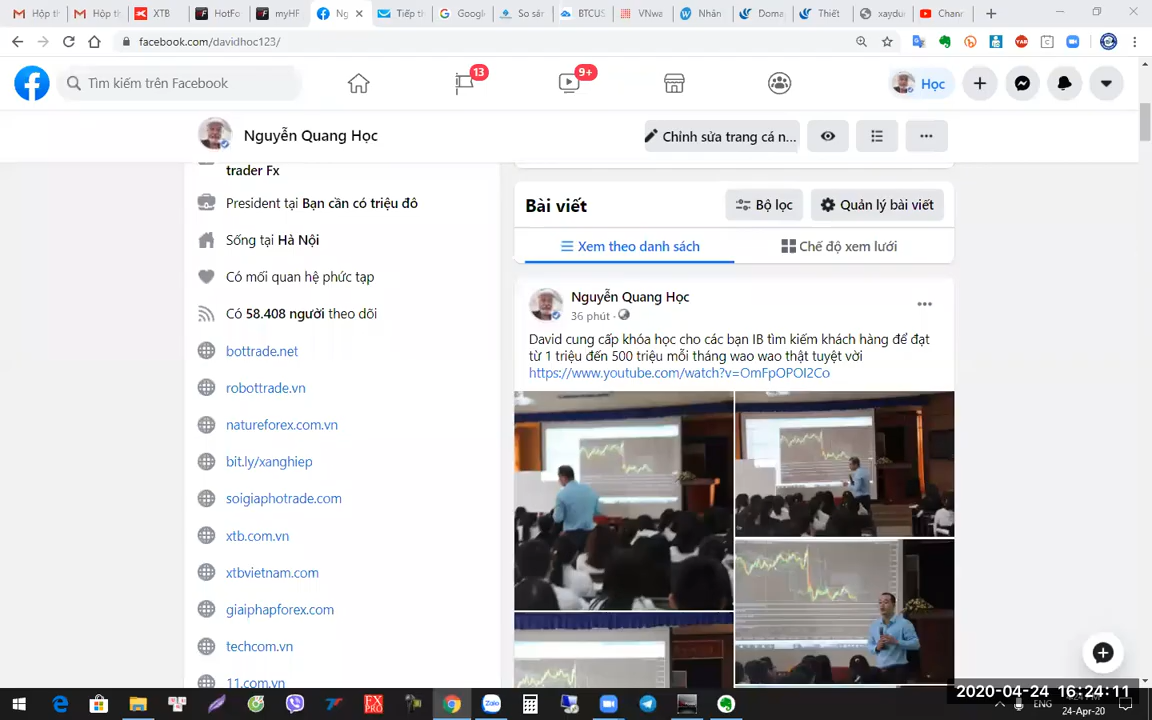 Hộp th
Hộp th
XTB
HotFo
myHF
Ng
Tiếp th
Googl
So sán
BTCUS
VNwa
Nhân
Doma
Thiết
xaydu
Chann
facebook.com/davidhoc123/
Tìm kiếm trên Facebook
13
9+
Học
Nguyễn Quang Học
Chỉnh sửa trang cá n...
trader Fx
President tại Bạn cần có triệu đô
Sống tại Hà Nội
Có mối quan hệ phức tạp
Có 58.408 người theo dõi
bottrade.net
robottrade.vn
natureforex.com.vn
bit.ly/xanghiep
soigiaphotrade.com
xtb.com.vn
xtbvietnam.com
giaiphapforex.com
techcom.vn
11.com.vn
Bài viết
Bộ lọc
Quản lý bài viết
Xem theo danh sách
Chế độ xem lưới
Nguyễn Quang Học
36 phút ·
David cung cấp khóa học cho các bạn IB tìm kiếm khách hàng để đạt
từ 1 triệu đến 500 triệu mỗi tháng wao wao thật tuyệt vời
https://www.youtube.com/watch?v=OmFpOPOI2Co
2020-04-24 16:24:11
ENG
24-Apr-20